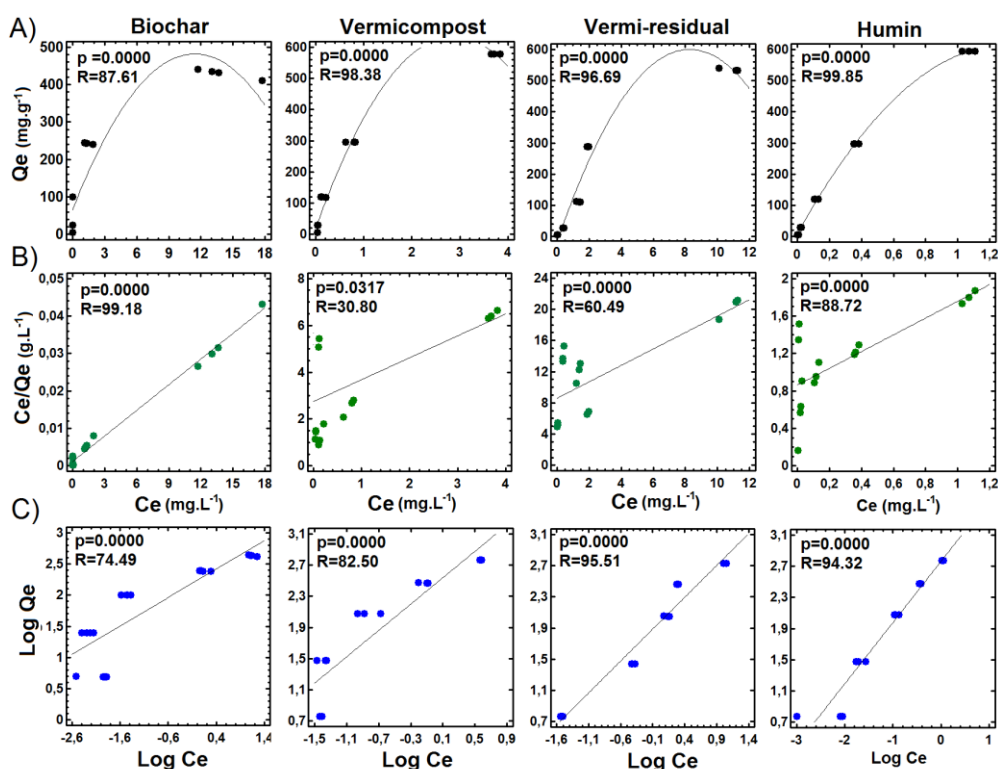 A) Biochar Vermicompost Vermi-residual Humin
p =0.0000 p=0.0000 p=0.0000 p=0.0000
R=87.61 R=98.38 R=96.69 R=99.85
Qe (mg.g⁻¹)
600 600 600 600
500 500 500 500
400 400 400 400
300 300 300 300
200 200 200 200
100 100 100 100
0 0 0 0
0 3 6 9 12 15 18 0 1 2 3 4 0 2 4 6 8 10 12 0 0,2 0,4 0,6 0,8 1 1,2
B)
p=0.0000 p=0.0317 p=0.0000 p=0.0000
R=99.18 R=30.80 R=60.49 R=88.72
Ce/Qe (g.L⁻¹)
0,05 8 24 2,4
0,04 6 20 2
0,03 4 16 1,6
0,02 2 12 1,2
0,01 0 8 0,8
0 4 0,4
0 0
0 3 6 9 12 15 18 0 1 2 3 4 0 2 4 6 8 10 12 0 0,2 0,4 0,6 0,8 1 1,2
Ce (mg.L⁻¹) Ce (mg.L⁻¹) Ce (mg.L⁻¹) Ce (mg.L⁻¹)
C)
p=0.0000 p=0.0000 p=0.0000 p=0.0000
R=74.49 R=82.50 R=95.51 R=94.32
Log Qe
3 3,1 3,1 3,1
2,5 2,7 2,7 2,7
2 2,3 2,3 2,3
1,5 1,9 1,9 1,9
1 1,5 1,5 1,5
0,5 1,1 1,1 1,1
0 0,7 0,7 0,7
-2,6 -1,6 -0,6 0,4 1,4 -1,5 -1,1 -0,7 -0,3 0,1 0,5 0,9 -1,6 -0,6 0,4 1,4 -3 -2 -1 0 1
Log Ce Log Ce Log Ce Log Ce